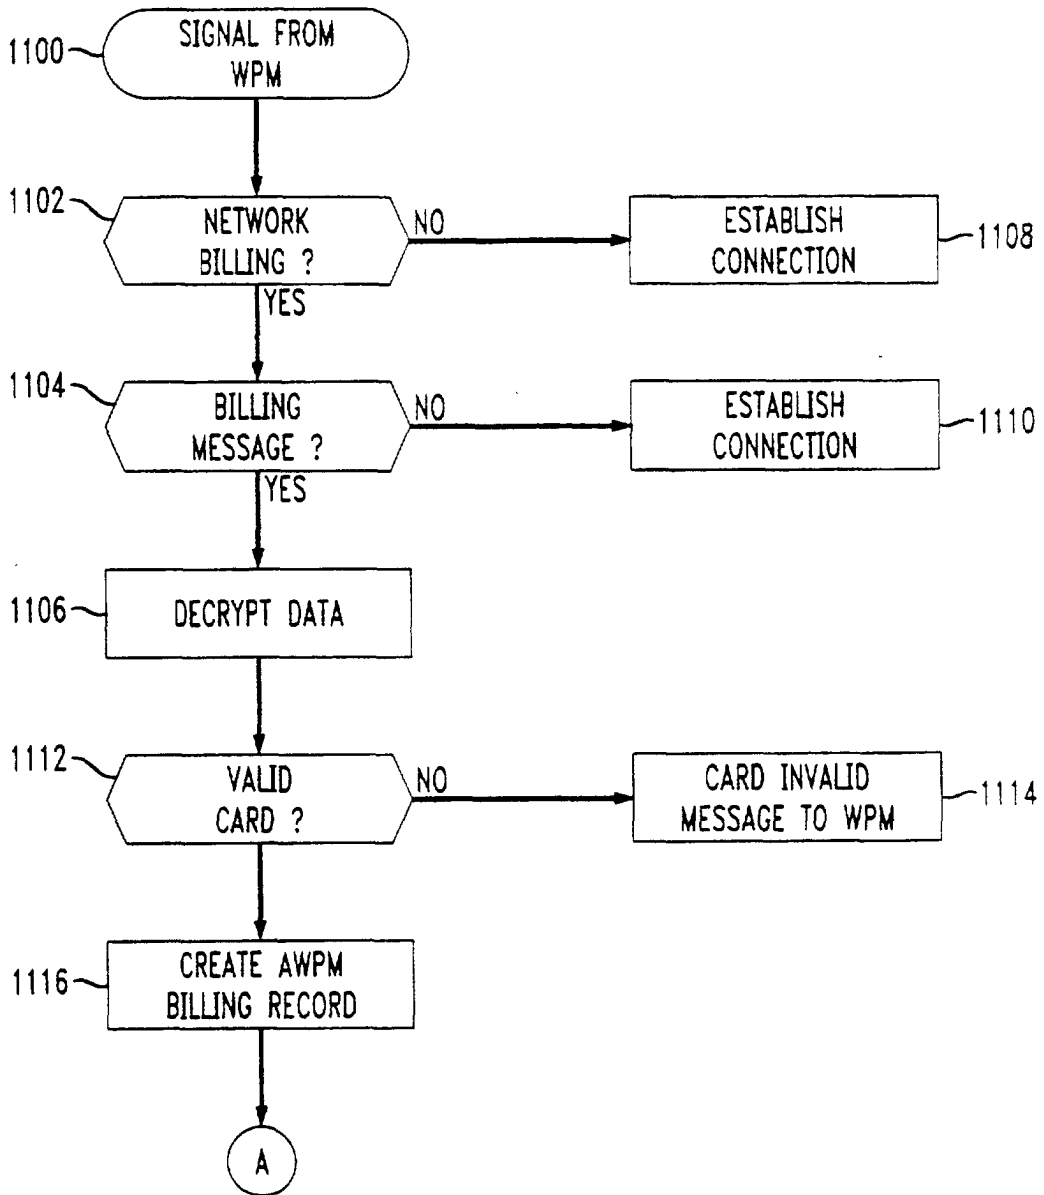 1100
SIGNAL FROM
WPM
1102
NETWORK
BILLING ?
NO
ESTABLISH
CONNECTION
1108
YES
1104
BILLING
MESSAGE ?
NO
ESTABLISH
CONNECTION
1110
YES
1106
DECRYPT DATA
1112
VALID
CARD ?
NO
CARD INVALID
MESSAGE TO WPM
1114
1116
CREATE AWPM
BILLING RECORD
A